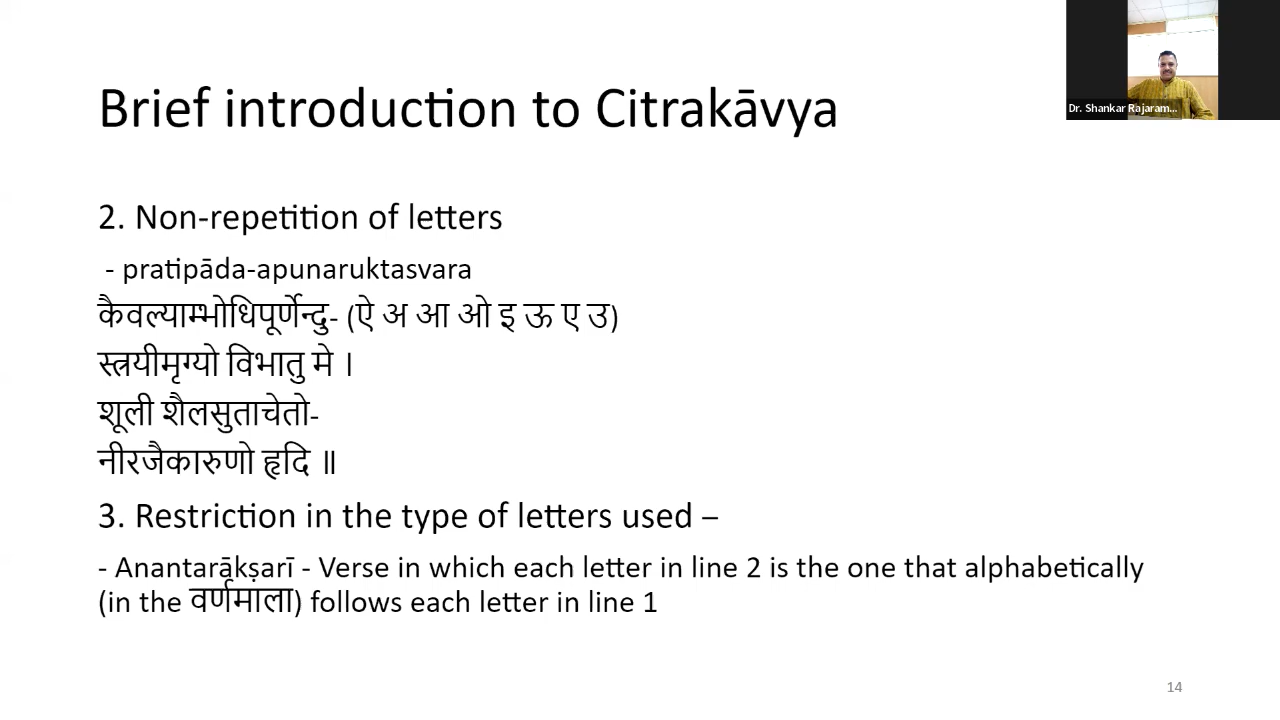 Dr. Shankar Rajaram...
Brief introduction to Citrakāvya
2. Non-repetition of letters
- pratipāda-apunaruktasvara
कैवल्याम्भोधिपूर्णेन्दु- (ऐ अ आ ओ इ ऊ ए उ)
स्त्रयीमृग्यो विभातु मे ।
शूली शैलसुताचेतो-
नीरजैकारुणो हृदि ॥
3. Restriction in the type of letters used –
- Anantarākṣarī - Verse in which each letter in line 2 is the one that alphabetically
(in the वर्णमाला) follows each letter in line 1
14